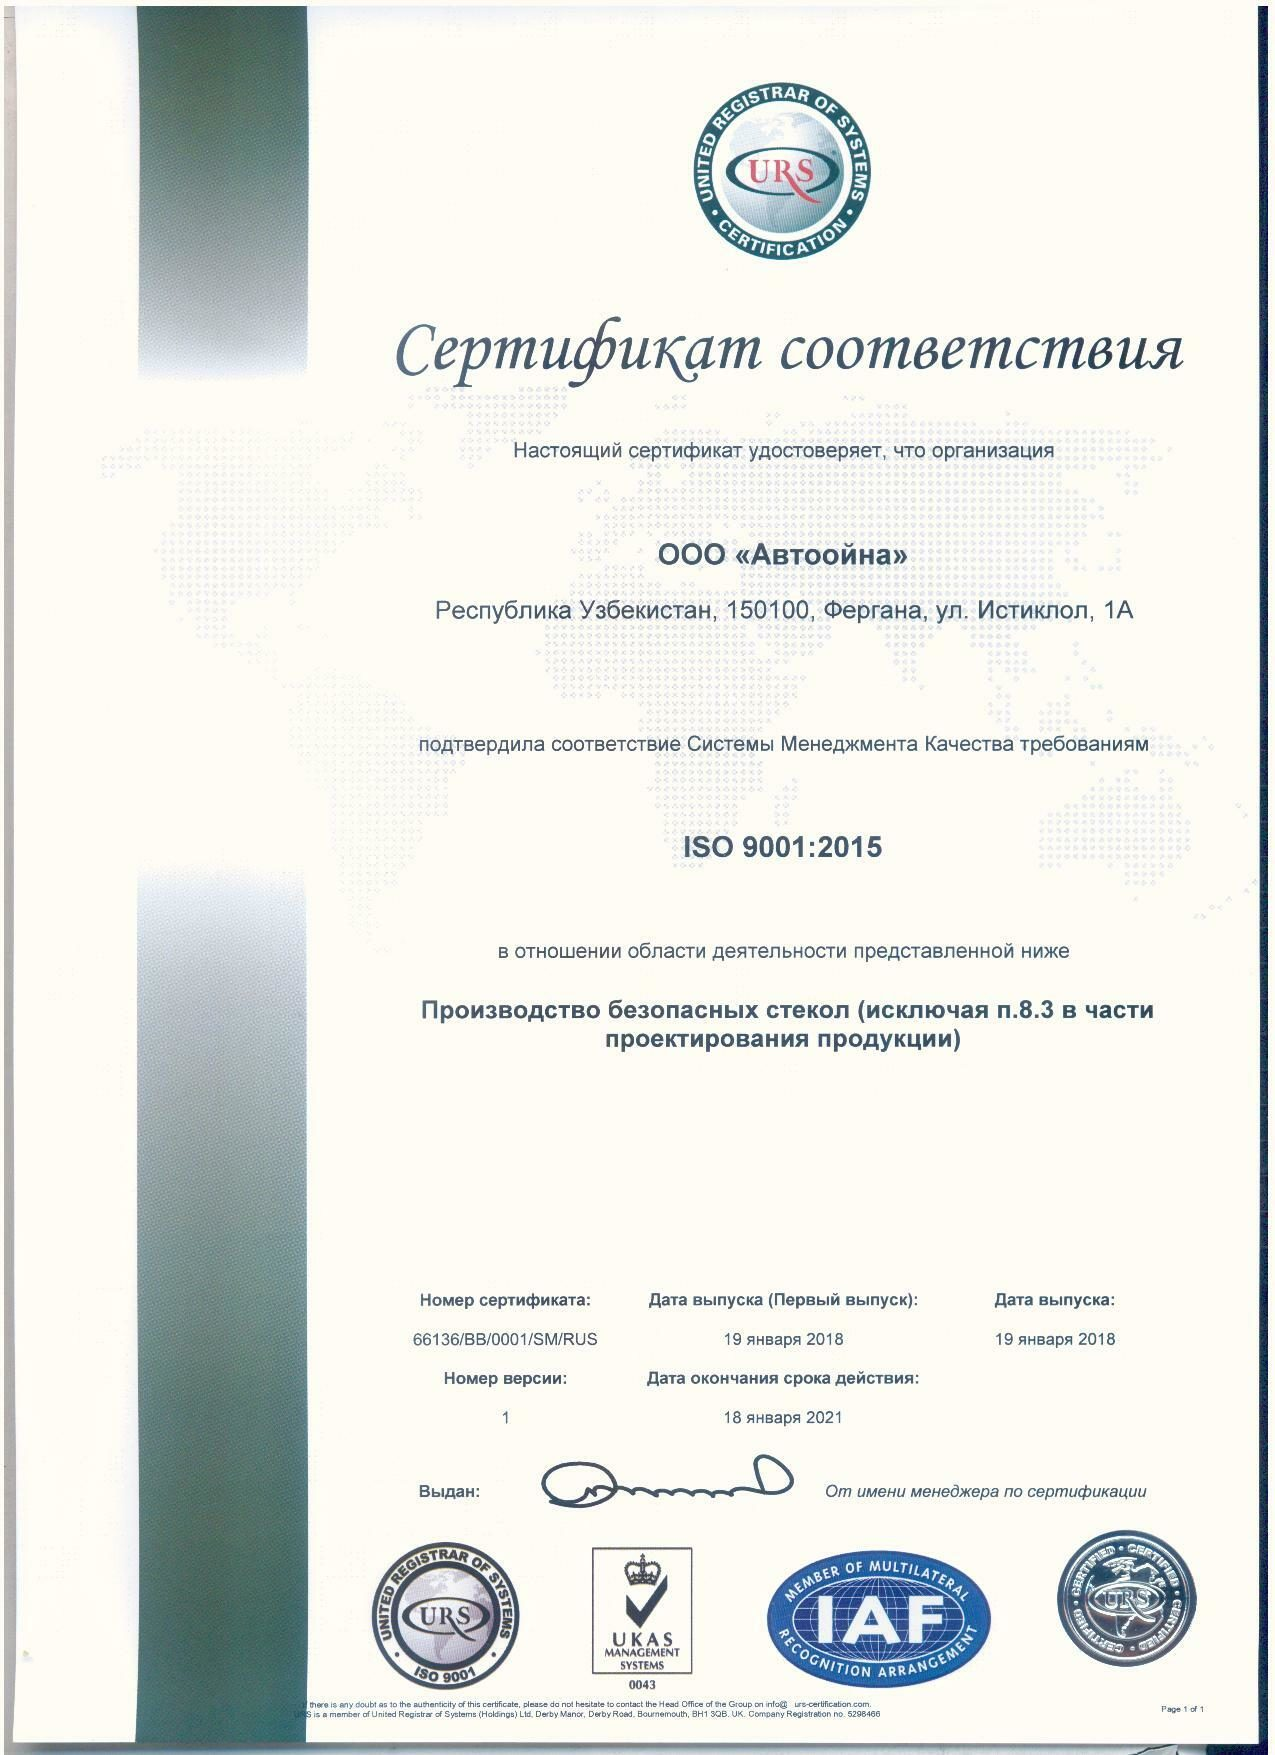 UNITED REGISTRAR OF SYSTEMS
URS
CERTIFICATION
Сертификат соответствия
Настоящий сертификат удостоверяет, что организация
ООО «Автоойна»
Республика Узбекистан, 150100, Фергана, ул. Истиклол, 1А
подтвердила соответствие Системы Менеджмента Качества требованиям
ISO 9001:2015
в отношении области деятельности представленной ниже
Производство безопасных стекол (исключая п.8.3 в части
проектирования продукции)
Номер сертификата: Дата выпуска (Первый выпуск): Дата выпуска:
66136/BB/0001/SM/RUS 19 января 2018 19 января 2018
Номер версии: Дата окончания срока действия:
1 18 января 2021
Выдан: От имени менеджера по сертификации
UNITED REGISTRAR OF SYSTEMS
URS
ISO 9001
UKAS
MANAGEMENT
SYSTEMS
0043
MEMBER OF MULTILATERAL
IAF
RECOGNITION ARRANGEMENT
CERTIFIED • CERTIFIED
URS
CERTIFIED • CERTIFIED
If there is any doubt as to the authenticity of this certificate, please do not hesitate to contact the Head Office of the Group on info@ urs-certification.com.
URS is a member of United Registrar of Systems (Holdings) Ltd, Derby Manor, Derby Road, Bournemouth, BH1 3QB. UK. Company Registration no. 5298466
Page 1 of 1